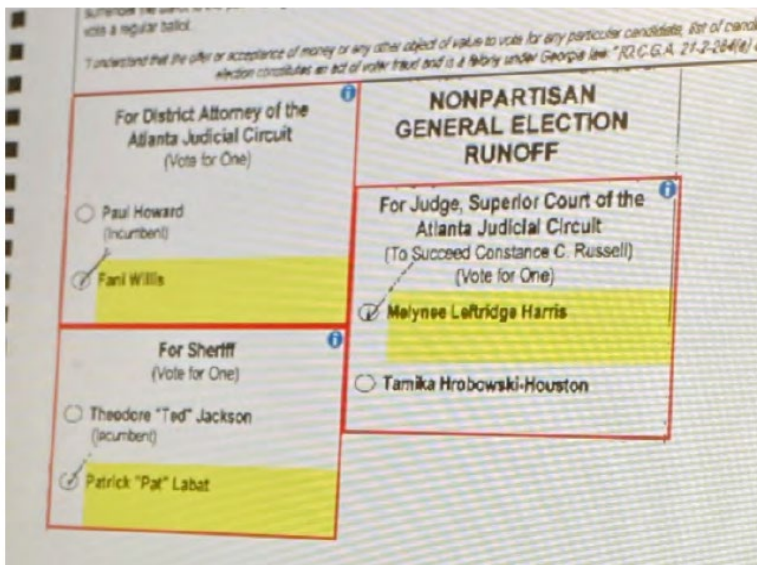 vote a regular ballot.
"I understand that the offer or acceptance of money or any other object of value to vote for any particular candidate, list of
election constitutes an act of voter fraud and is a felony under Georgia law." [O.C.G.A. 21-2-284(e)
For District Attorney of the
Atlanta Judicial Circuit
(Vote for One)
Paul Howard
(Incumbent)
Fani Willis
For Sheriff
(Vote for One)
Theodore "Ted" Jackson
(Incumbent)
Patrick "Pat" Labat
NONPARTISAN
GENERAL ELECTION
RUNOFF
For Judge, Superior Court of the
Atlanta Judicial Circuit
(To Succeed Constance C. Russell)
(Vote for One)
Melynee Leftridge Harris
Tamika Hrobowski-Houston